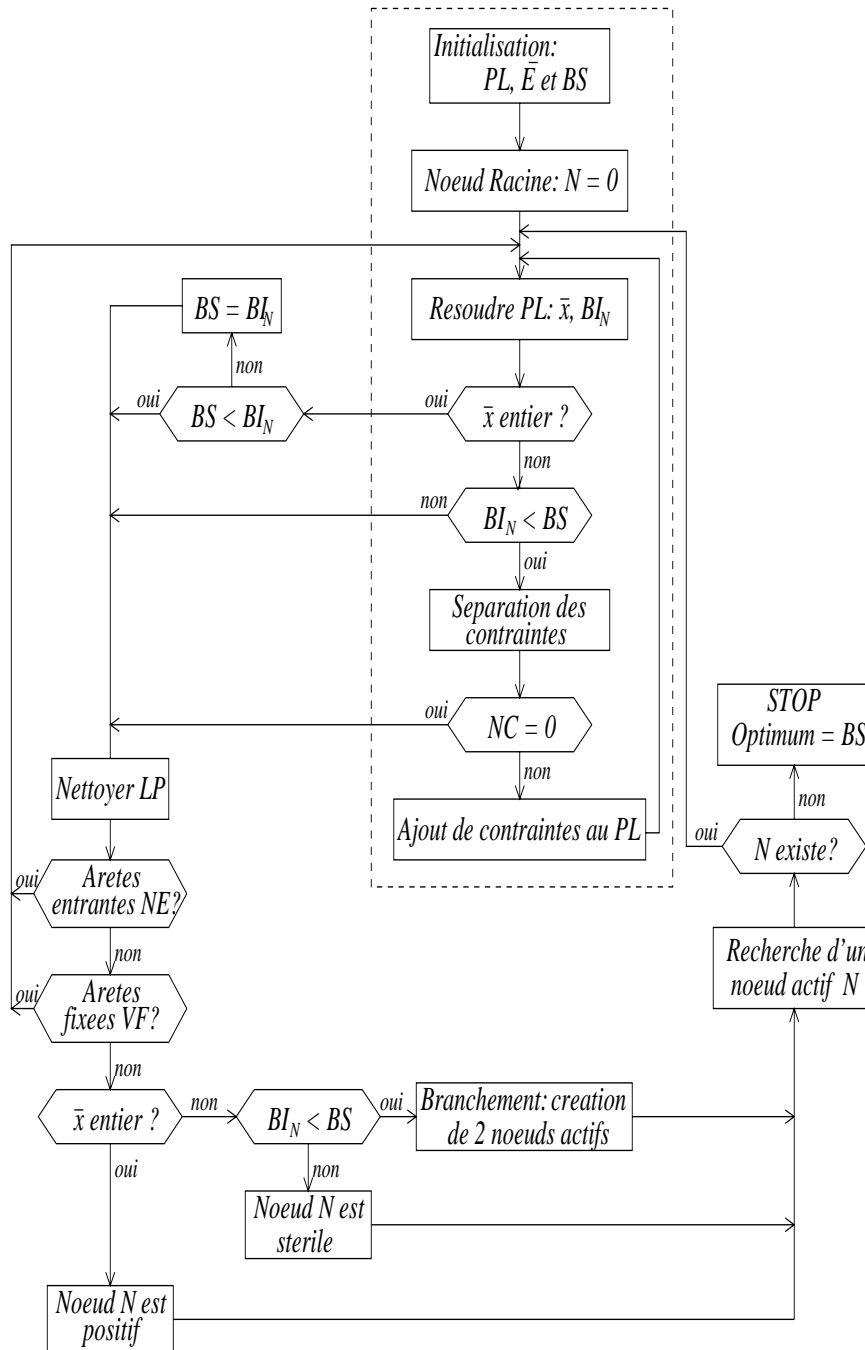 Initialisation:
PL, Ē et BS
Noeud Racine: N = 0
BS = BI_N
Resoudre PL: x̄, BI_N
non
oui
BS < BI_N
oui
x̄ entier ?
non
non
BI_N < BS
oui
Separation des
contraintes
oui
NC = 0
STOP
Optimum = BS
Nettoyer LP
non
non
Ajout de contraintes au PL
oui
N existe?
oui
Aretes
entrantes NE?
non
Recherche d'un
noeud actif N
oui
Aretes
fixees VF?
non
x̄ entier ?
non
BI_N < BS
oui
Branchement: creation
de 2 noeuds actifs
oui
non
Noeud N est
sterile
Noeud N est
positif